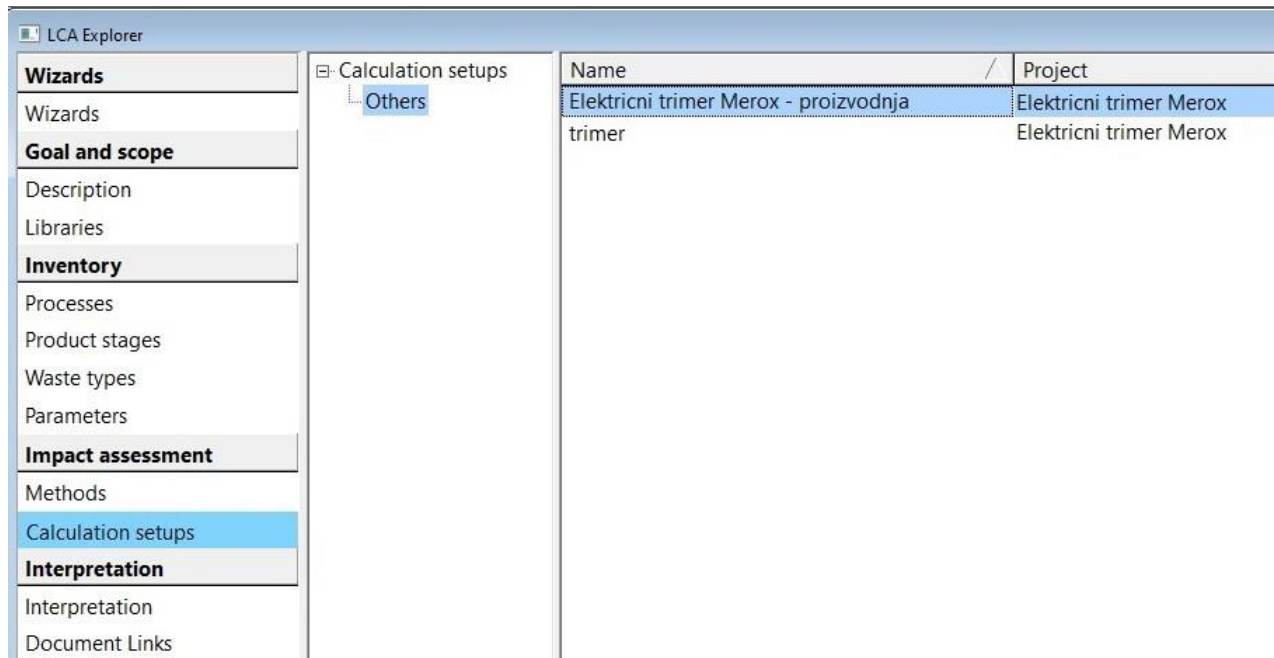 LCA Explorer
Wizards
Wizards
Goal and scope
Description
Libraries
Inventory
Processes
Product stages
Waste types
Parameters
Impact assessment
Methods
Calculation setups
Interpretation
Interpretation
Document Links
Calculation setups
Others
Name Project
Elektricni trimer Merox - proizvodnja Elektricni trimer Merox
trimer Elektricni trimer Merox